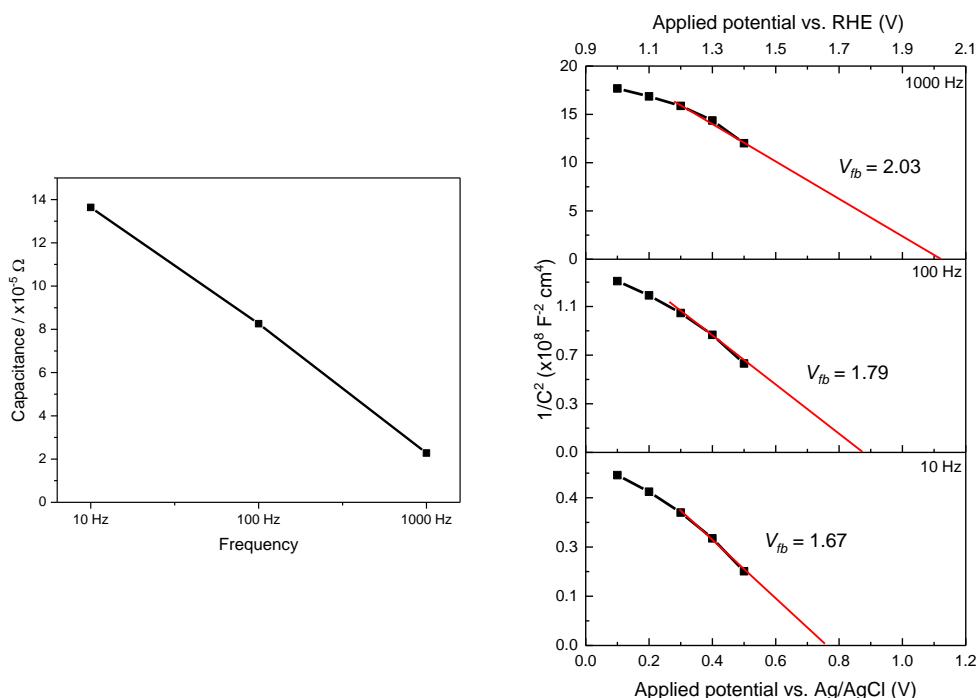 14
12
10
8
6
4
2
0
Capacitance / x10⁻⁵ Ω
10 Hz
100 Hz
1000 Hz
Frequency
Applied potential vs. RHE (V)
0.9 1.1 1.3 1.5 1.7 1.9 2.1
20
17
13
10
7
5
0
1000 Hz
V_fb = 2.03
1.1
0.7
0.3
0.0
100 Hz
V_fb = 1.79
1/C² (x10⁸ F⁻² cm⁴)
0.4
0.3
0.1
0.0
10 Hz
V_fb = 1.67
0.0 0.2 0.4 0.6 0.8 1.0 1.2
Applied potential vs. Ag/AgCl (V)